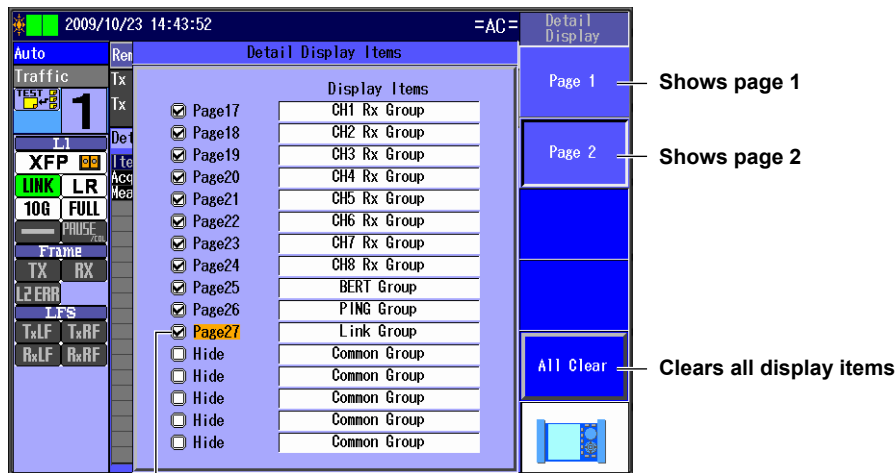 2009/10/23 14:43:52
=AC=
Detail
Display
Auto
Traffic
TEST
1
L1
XFP
LINK LR
10G FULL
PAUSE
Frame
TX RX
L2 ERR
LFS
TxLF TxRF
RxLF RxRF
Rem
Tx
Tx
Det
Ite
Acq
Mea
Detail Display Items
Display Items
Page17 CH1 Rx Group
Page18 CH2 Rx Group
Page19 CH3 Rx Group
Page20 CH4 Rx Group
Page21 CH5 Rx Group
Page22 CH6 Rx Group
Page23 CH7 Rx Group
Page24 CH8 Rx Group
Page25 BERT Group
Page26 PING Group
Page27 Link Group
Hide Common Group
Hide Common Group
Hide Common Group
Hide Common Group
Hide Common Group
Page 1
Page 2
All Clear
Shows page 1
Shows page 2
Clears all display items